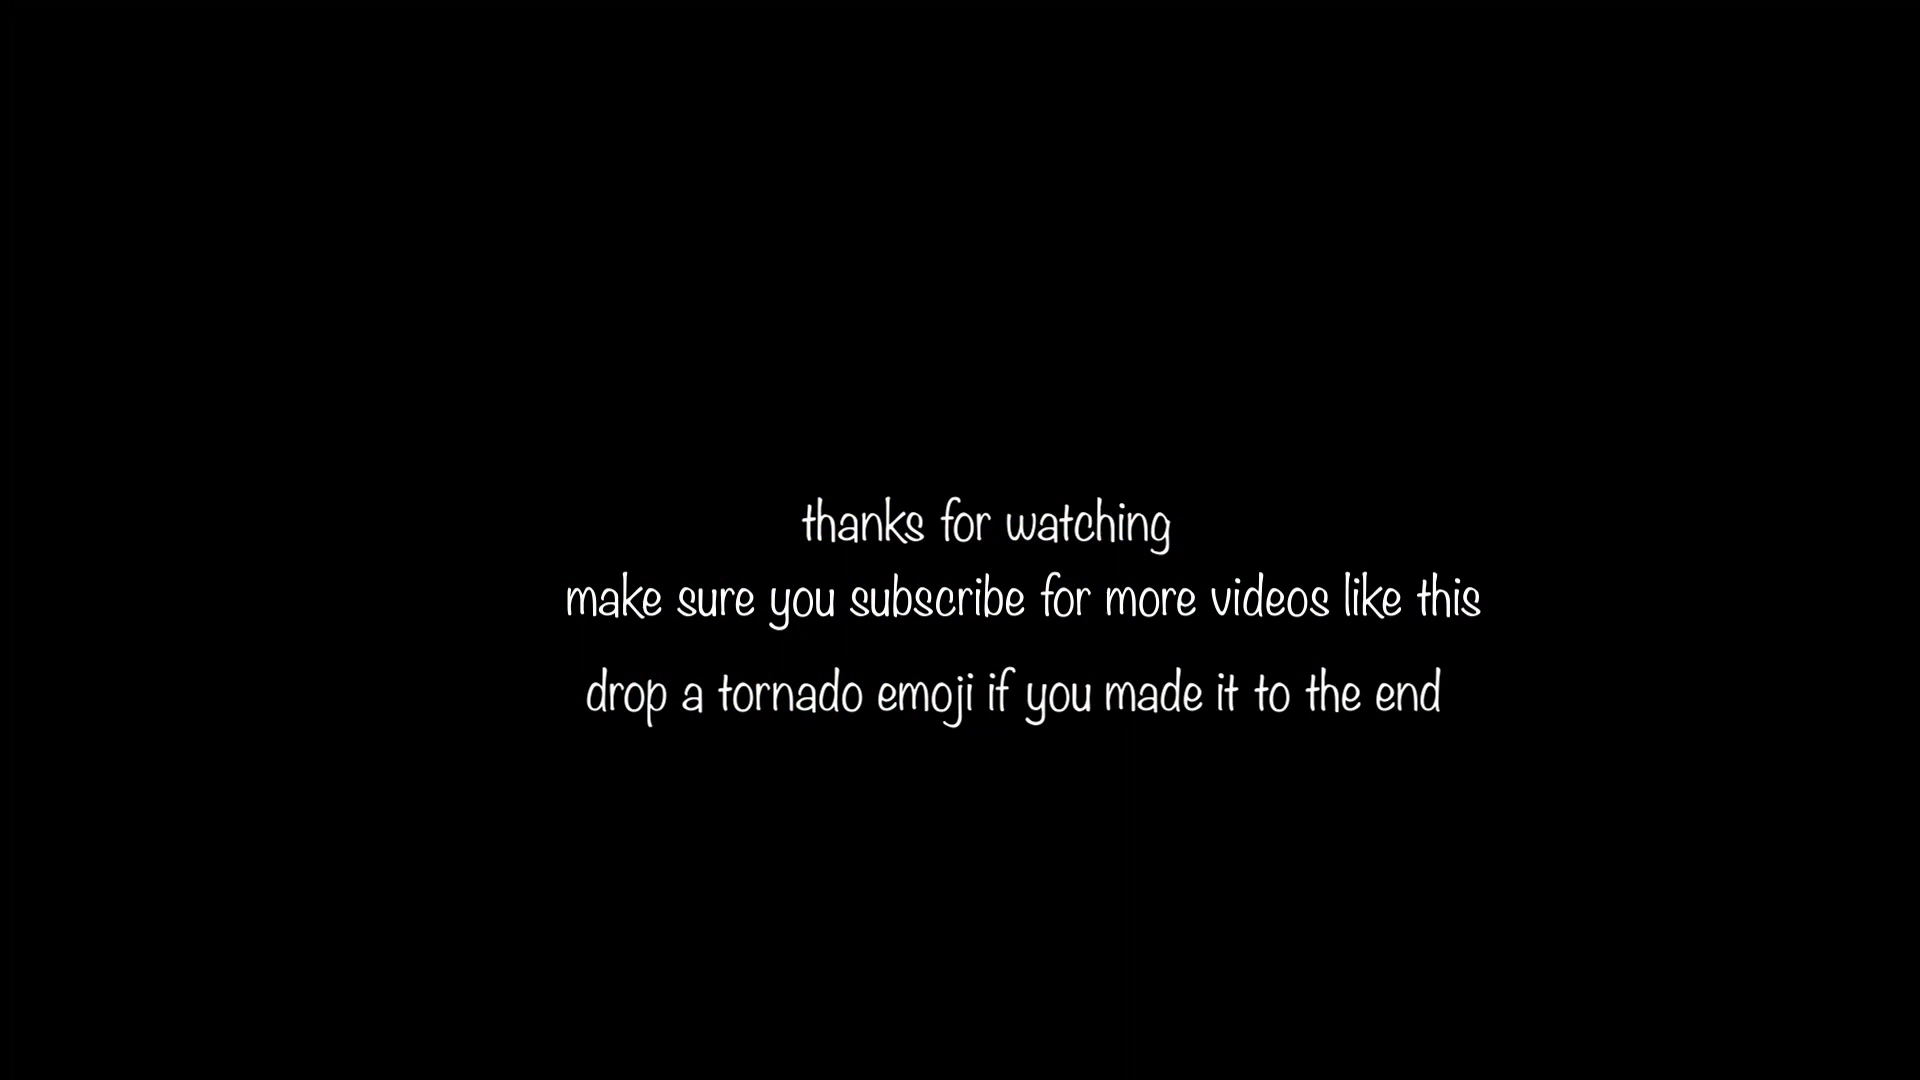 thanks for watching
make sure you subscribe for more videos like this
drop a tornado emoji if you made it to the end